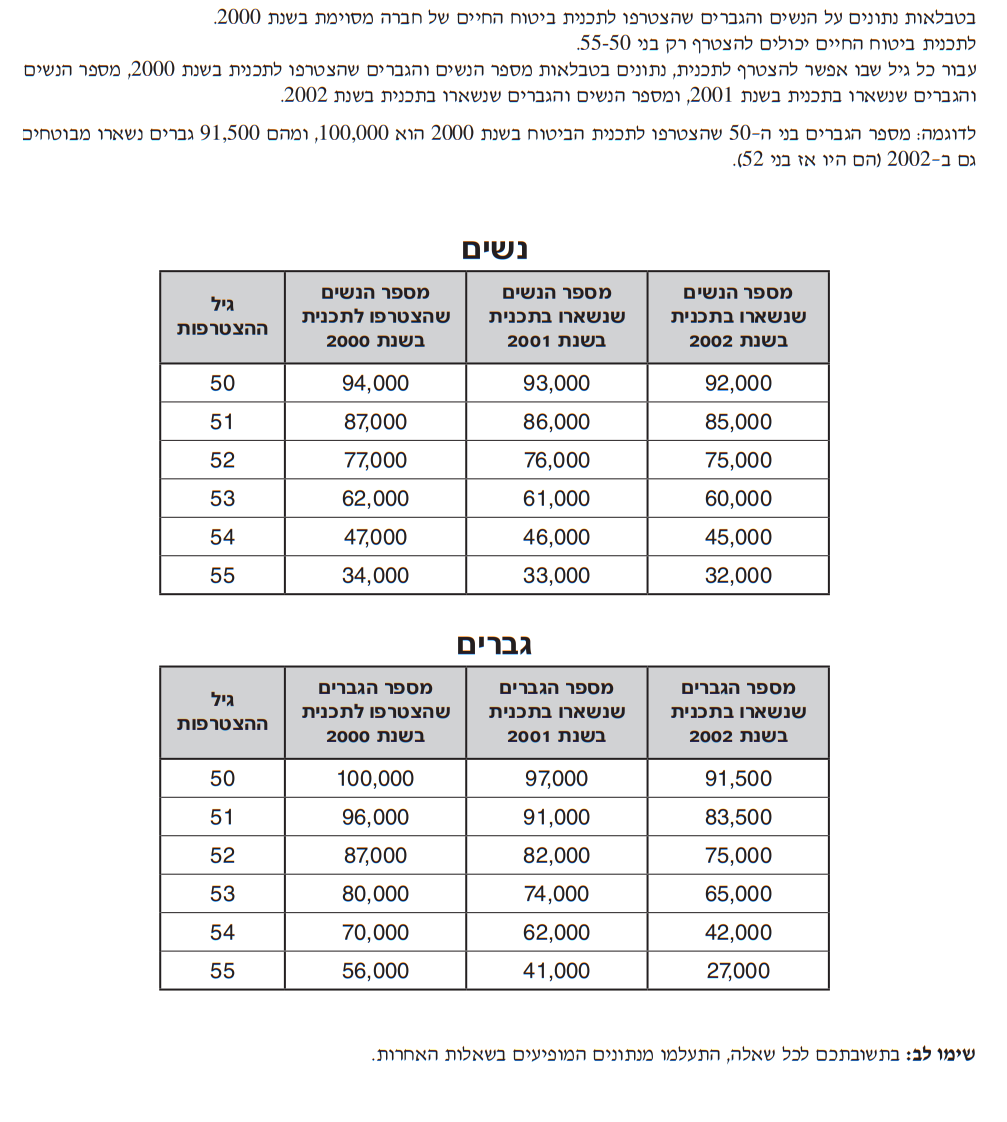 בטבלאות נתונים על הנשים והגברים שהצטרפו לתכנית ביטוח החיים של חברה מסוימת בשנת 2000.
לתכנית ביטוח החיים יכולים להצטרף רק בני 55-50.
עבור כל גיל שבו אפשר להצטרף לתכנית, נתונים בטבלאות מספר הנשים והגברים שהצטרפו לתכנית בשנת 2000, מספר הנשים
והגברים שנשארו בתכנית בשנת 2001, ומספר הנשים והגברים שנשארו בתכנית בשנת 2002.
לדוגמה: מספר הגברים בני ה-50 שהצטרפו לתכנית הביטוח בשנת 2000 הוא 100,000, ומהם 91,500 גברים נשארו מבוטחים
גם ב-2002 (הם היו אז בני 52).
נשים
גיל ההצטרפות | מספר הנשים שהצטרפו לתכנית בשנת 2000 | מספר הנשים שנשארו בתכנית בשנת 2001 | מספר הנשים שנשארו בתכנית בשנת 2002
50 | 94,000 | 93,000 | 92,000
51 | 87,000 | 86,000 | 85,000
52 | 77,000 | 76,000 | 75,000
53 | 62,000 | 61,000 | 60,000
54 | 47,000 | 46,000 | 45,000
55 | 34,000 | 33,000 | 32,000
גברים
גיל ההצטרפות | מספר הגברים שהצטרפו לתכנית בשנת 2000 | מספר הגברים שנשארו בתכנית בשנת 2001 | מספר הגברים שנשארו בתכנית בשנת 2002
50 | 100,000 | 97,000 | 91,500
51 | 96,000 | 91,000 | 83,500
52 | 87,000 | 82,000 | 75,000
53 | 80,000 | 74,000 | 65,000
54 | 70,000 | 62,000 | 42,000
55 | 56,000 | 41,000 | 27,000
שימו לב: בתשובתכם לכל שאלה, התעלמו מנתונים המופיעים בשאלות האחרות.